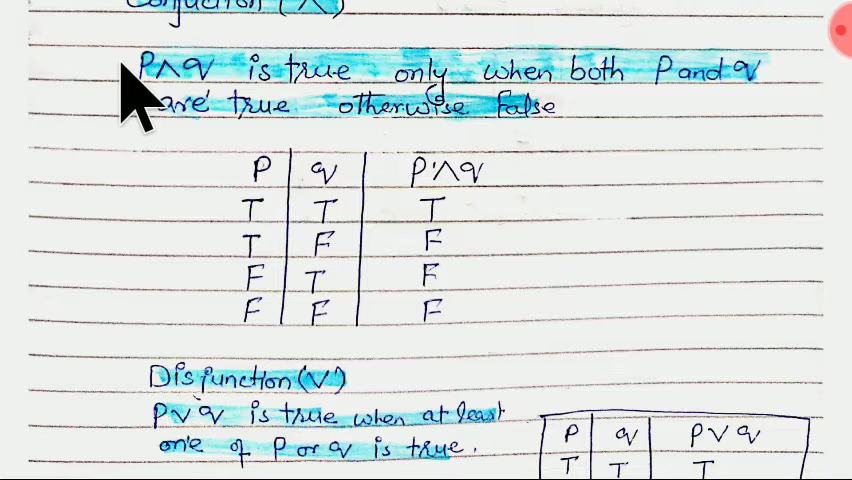 Conjuction (∧)
P∧q is true only when both P and q
are true otherwise False
P q P∧q
T T T
T F F
F T F
F F F
Disjunction (∨)
P∨q is true when at least
one of P or q is true.
P q P∨q
T T T